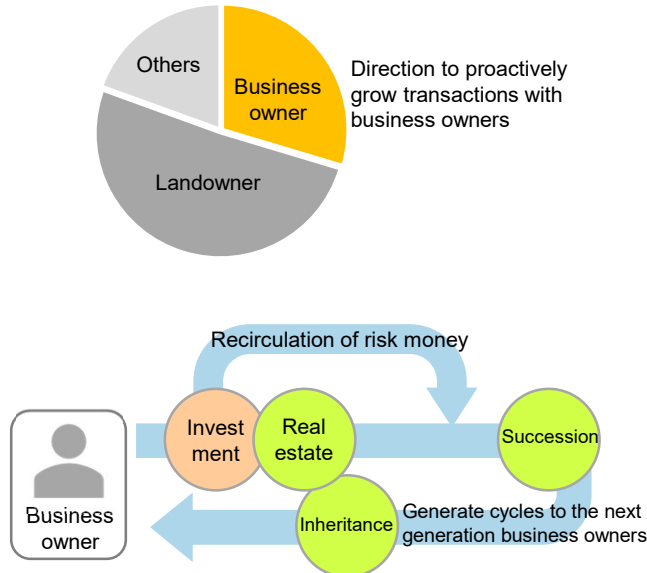 Others
Business
owner
Landowner
Direction to proactively
grow transactions with
business owners
Recirculation of risk money
Business
owner
Invest
ment
Real
estate
Succession
Inheritance
Generate cycles to the next
generation business owners